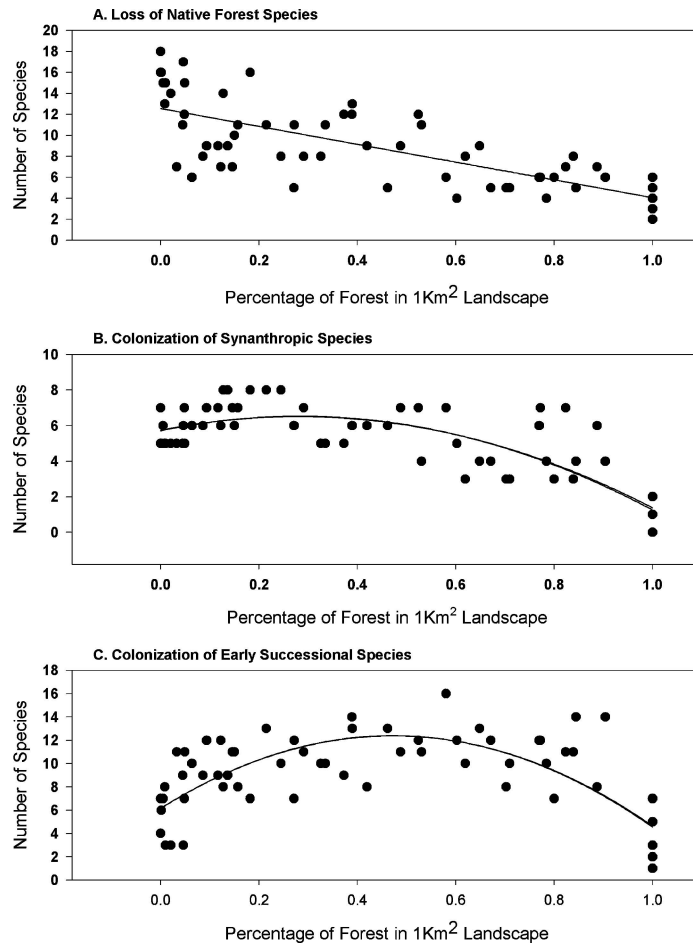 A. Loss of Native Forest Species
20
18
16
14
12
10
8
6
4
2
0
Number of Species
0.0 0.2 0.4 0.6 0.8 1.0
Percentage of Forest in 1Km2 Landscape
B. Colonization of Synanthropic Species
10
8
6
4
2
0
Number of Species
0.0 0.2 0.4 0.6 0.8 1.0
Percentage of Forest in 1Km2 Landscape
C. Colonization of Early Successional Species
18
16
14
12
10
8
6
4
2
0
Number of Species
0.0 0.2 0.4 0.6 0.8 1.0
Percentage of Forest in 1Km2 Landscape